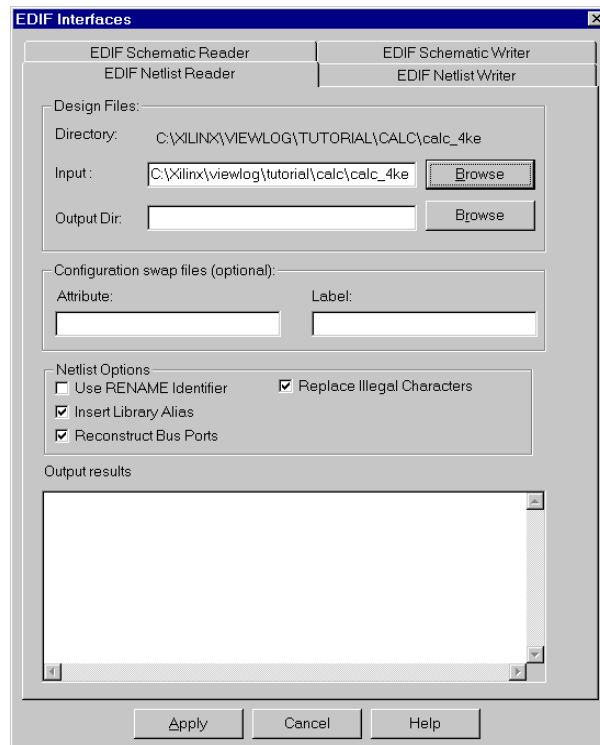 EDIF Interfaces
EDIF Schematic Reader EDIF Schematic Writer
EDIF Netlist Reader EDIF Netlist Writer
Design Files:
Directory: C:\XILINX\VIEWLOG\TUTORIAL\CALC\calc_4ke
Input : C:\Xilinx\viewlog\tutorial\calc\calc_4ke Browse
Output Dir: Browse
Configuration swap files (optional):
Attribute: Label:
Netlist Options
Use RENAME Identifier Replace Illegal Characters
Insert Library Alias
Reconstruct Bus Ports
Output results
Apply Cancel Help